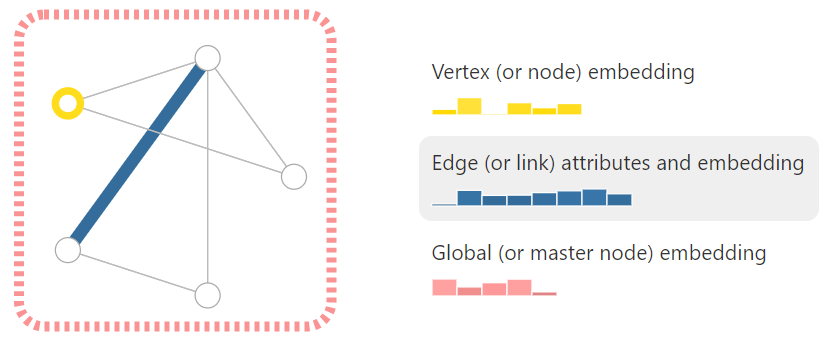 Vertex (or node) embedding
Edge (or link) attributes and embedding
Global (or master node) embedding